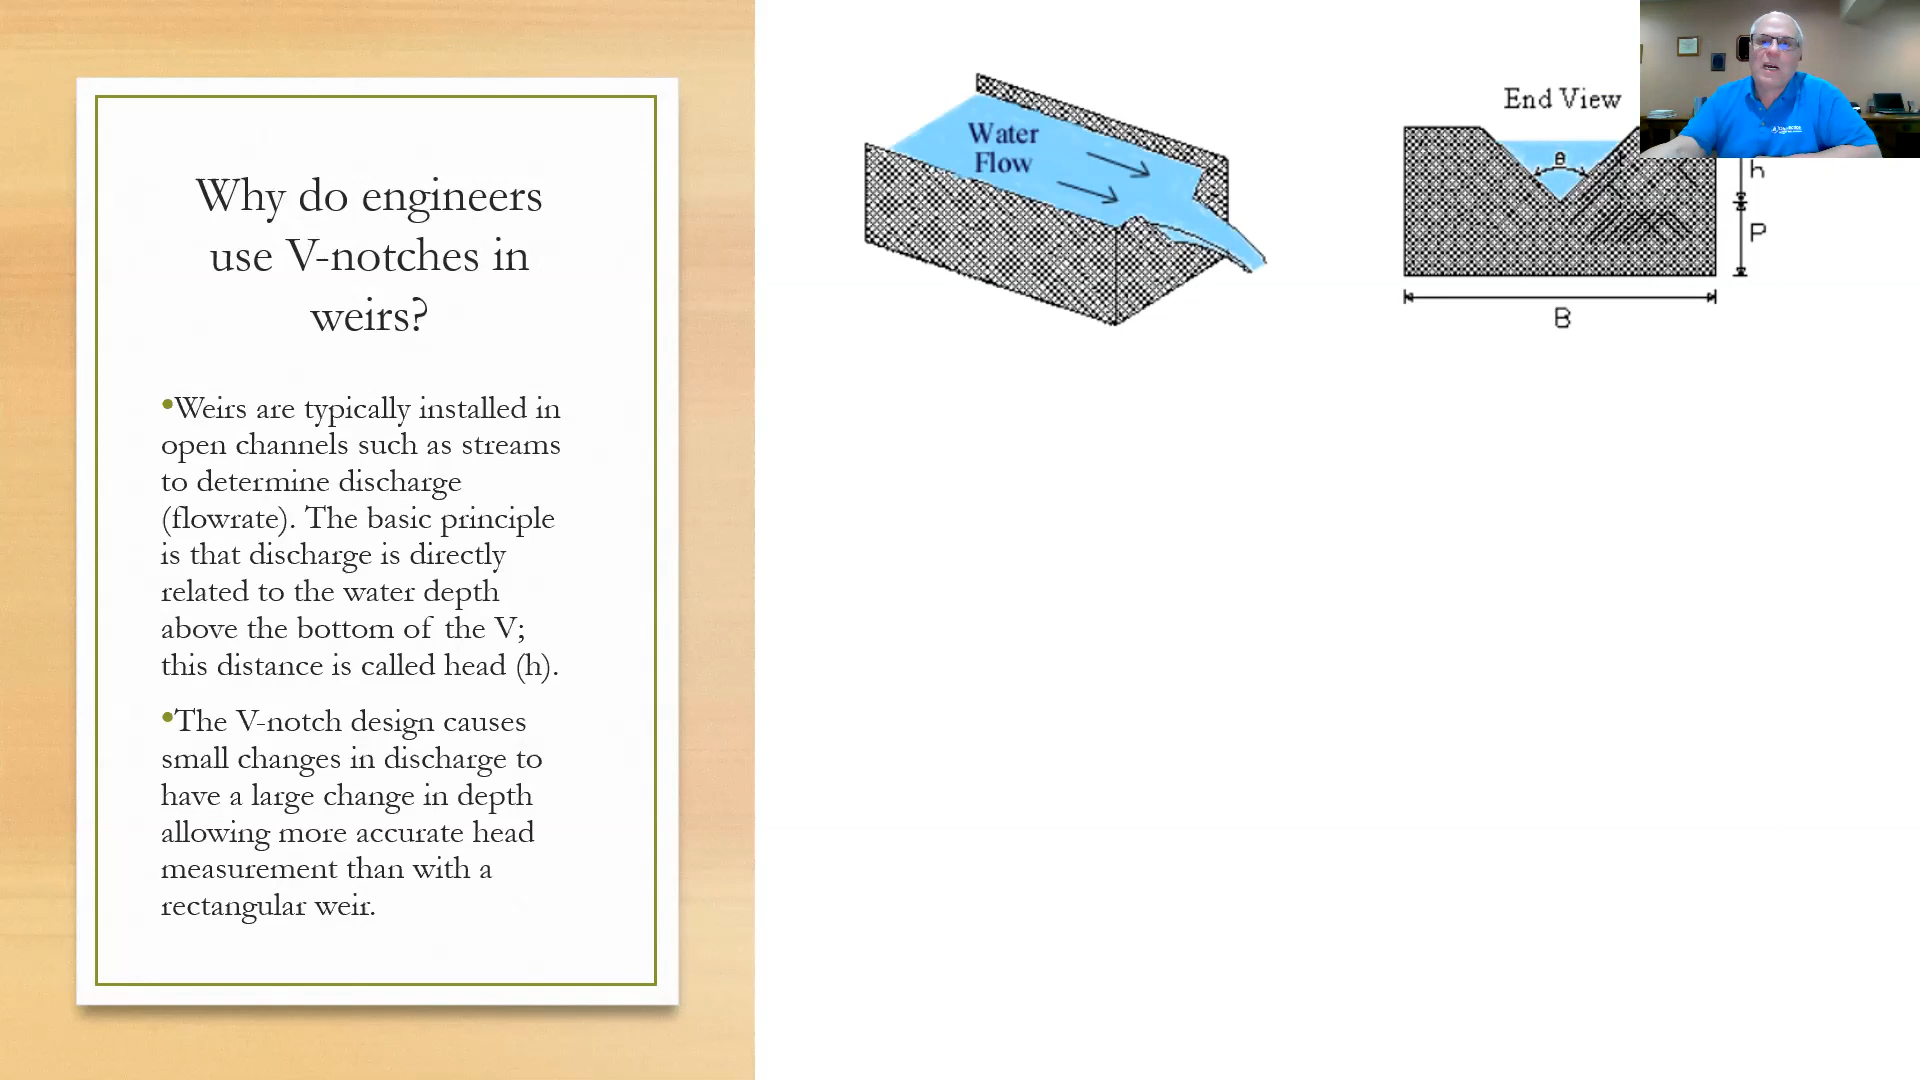 Why do engineers
use V-notches in
weirs?
•Weirs are typically installed in
open channels such as streams
to determine discharge
(flowrate). The basic principle
is that discharge is directly
related to the water depth
above the bottom of the V;
this distance is called head (h).
•The V-notch design causes
small changes in discharge to
have a large change in depth
allowing more accurate head
measurement than with a
rectangular weir.
Water
Flow
End View
θ
h
P
B